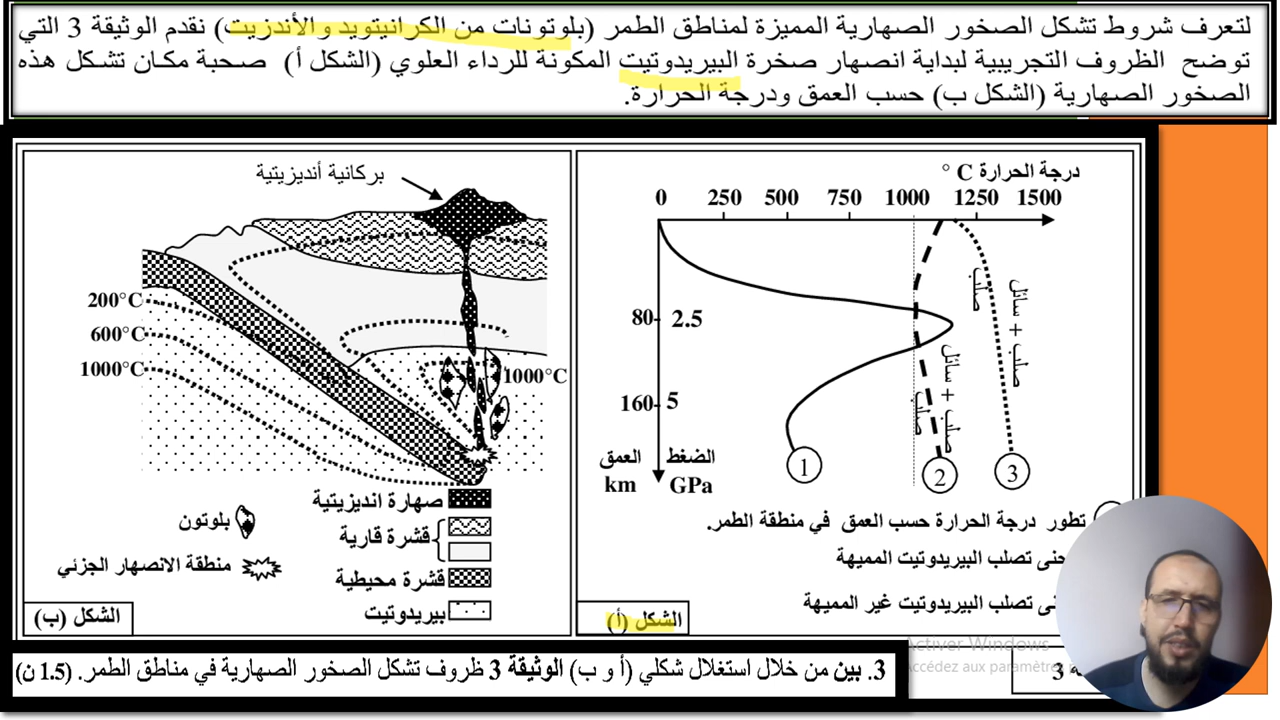 لتعرف شروط تشكل الصخور الصهارية المميزة لمناطق الطمر (بلوتونات من الكرانيتويد والأندزيت) نقدم الوثيقة 3 التي
توضح الظروف التجريبية لبداية انصهار صخرة البيريدوتيت المكونة للرداء العلوي (الشكل أ) صحبة مكان تشكل هذه
الصخور الصهارية (الشكل ب) حسب العمق ودرجة الحرارة.
درجة الحرارة C °
0 250 500 750 1000 1250 1500
80 2.5
160 5
العمق
km
الضغط
GPa
صلب
صلب + سائل
صلب
صلب + سائل
1
2
3
تطور درجة الحرارة حسب العمق في منطقة الطمر.
تصلب البيريدوتيت المميهة
تصلب البيريدوتيت غير المميهة
الشكل (أ)
بركانية أنديزيتية
200°C
600°C
1000°C
1000°C
صهارة انديزيتية
قشرة قارية
قشرة محيطية
بيريدوتيت
بلوتون
منطقة الانصهار الجزئي
الشكل (ب)
Activer Windows
Accédez aux
3
3. بين من خلال استغلال شكلي (أ و ب) الوثيقة 3 ظروف تشكل الصخور الصهارية في مناطق الطمر. (1.5 ن)